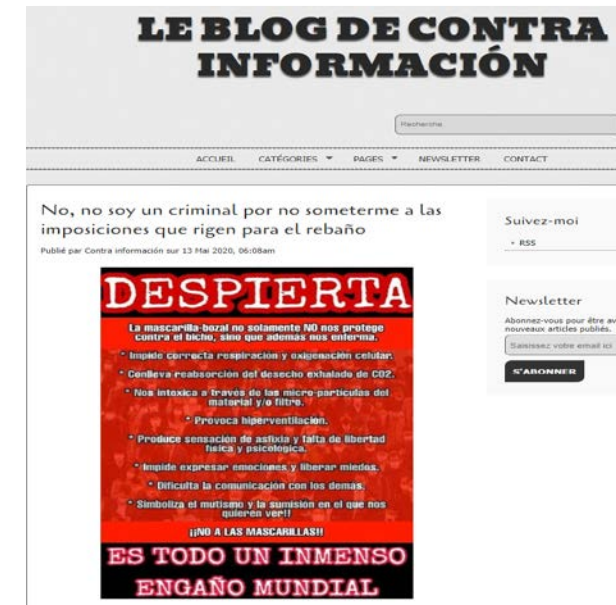 LE BLOG DE CONTRA
INFORMACIÓN
Recherche
ACCUEIL CATÉGORIES PAGES NEWSLETTER CONTACT
No, no soy un criminal por no someterme a las
imposiciones que rigen para el rebaño
Publié par Contra información sur 13 Mai 2020, 06:08am
DESPIERTA
La mascarilla-bozal no solamente NO nos protege
contra el bicho, sino que además nos enferma.
* Impide correcta respiración y oxigenación celular.
* Conlleva reabsorción del desecho exhalado de CO2.
* Nos intoxica a través de las micro-partículas del
material y/o filtro.
* Provoca hiperventilación.
* Produce sensación de asfixia y falta de libertad
física y psicológica.
* Impide expresar emociones y liberar miedos.
* Dificulta la comunicación con los demás.
* Simboliza el mutismo y la sumisión en el que nos
quieren ver!!
¡¡NO A LAS MASCARILLAS!!
ES TODO UN INMENSO
ENGAÑO MUNDIAL
Suivez-moi
RSS
Newsletter
Abonnez-vous pour être av
nouveaux articles publiés.
Saisissez votre email ici
S'ABONNER